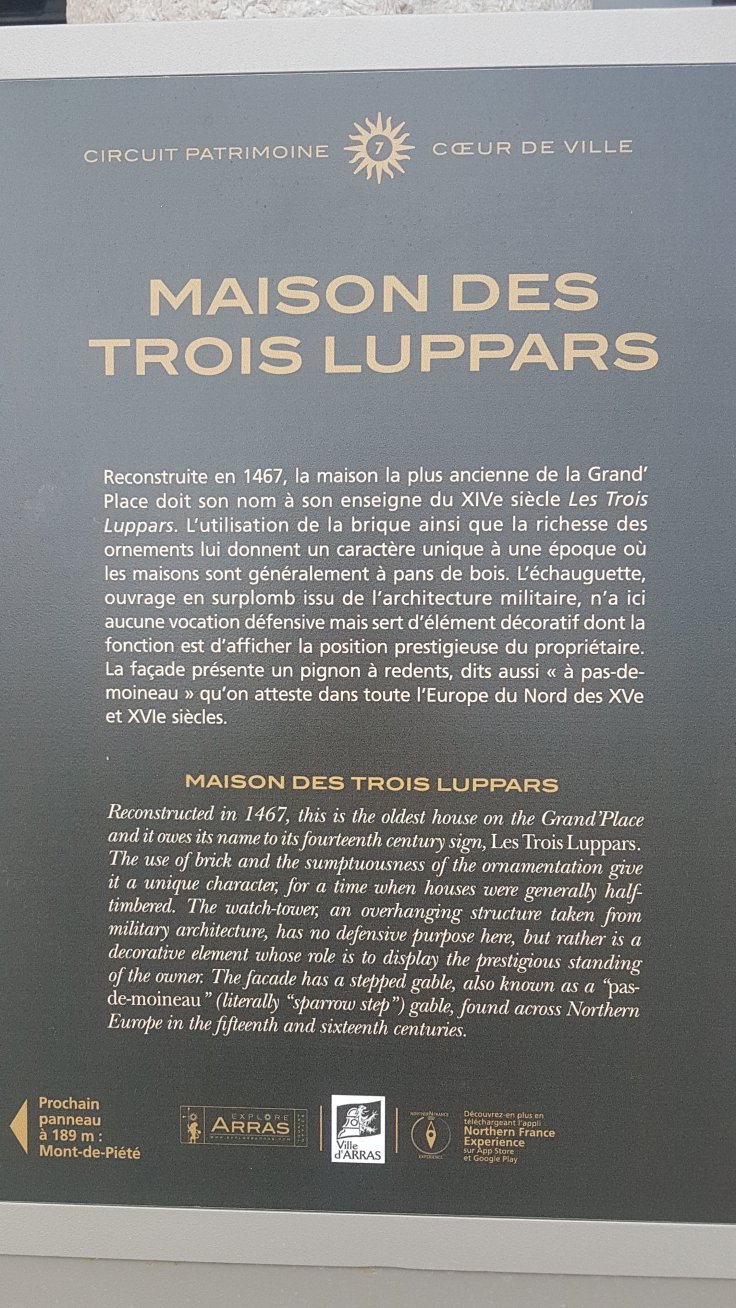 CIRCUIT PATRIMOINE 7 CŒUR DE VILLE
MAISON DES
TROIS LUPPARS
Reconstruite en 1467, la maison la plus ancienne de la Grand'
Place doit son nom à son enseigne du XIVe siècle Les Trois
Luppars. L'utilisation de la brique ainsi que la richesse des
ornements lui donnent un caractère unique à une époque où
les maisons sont généralement à pans de bois. L'échauguette,
ouvrage en surplomb issu de l'architecture militaire, n'a ici
aucune vocation défensive mais sert d'élément décoratif dont la
fonction est d'afficher la position prestigieuse du propriétaire.
La façade présente un pignon à redents, dits aussi « à pas-de-
moineau » qu'on atteste dans toute l'Europe du Nord des XVe
et XVIe siècles.
MAISON DES TROIS LUPPARS
Reconstructed in 1467, this is the oldest house on the Grand'Place
and it owes its name to its fourteenth century sign, Les Trois Luppars.
The use of brick and the sumptuousness of the ornamentation give
it a unique character, for a time when houses were generally half-
timbered. The watch-tower, an overhanging structure taken from
military architecture, has no defensive purpose here, but rather is a
decorative element whose role is to display the prestigious standing
of the owner. The facade has a stepped gable, also known as a "pas-
de-moineau" (literally "sparrow step") gable, found across Northern
Europe in the fifteenth and sixteenth centuries.
Prochain
panneau
à 189 m :
Mont-de-Piété
EXPLORE
ARRAS
Ville
d'ARRAS
NORTHERN FRANCE
EXPERIENCE
Découvrez-en plus en
téléchargeant l'appli
Northern France
Experience
sur App Store
et Google Play